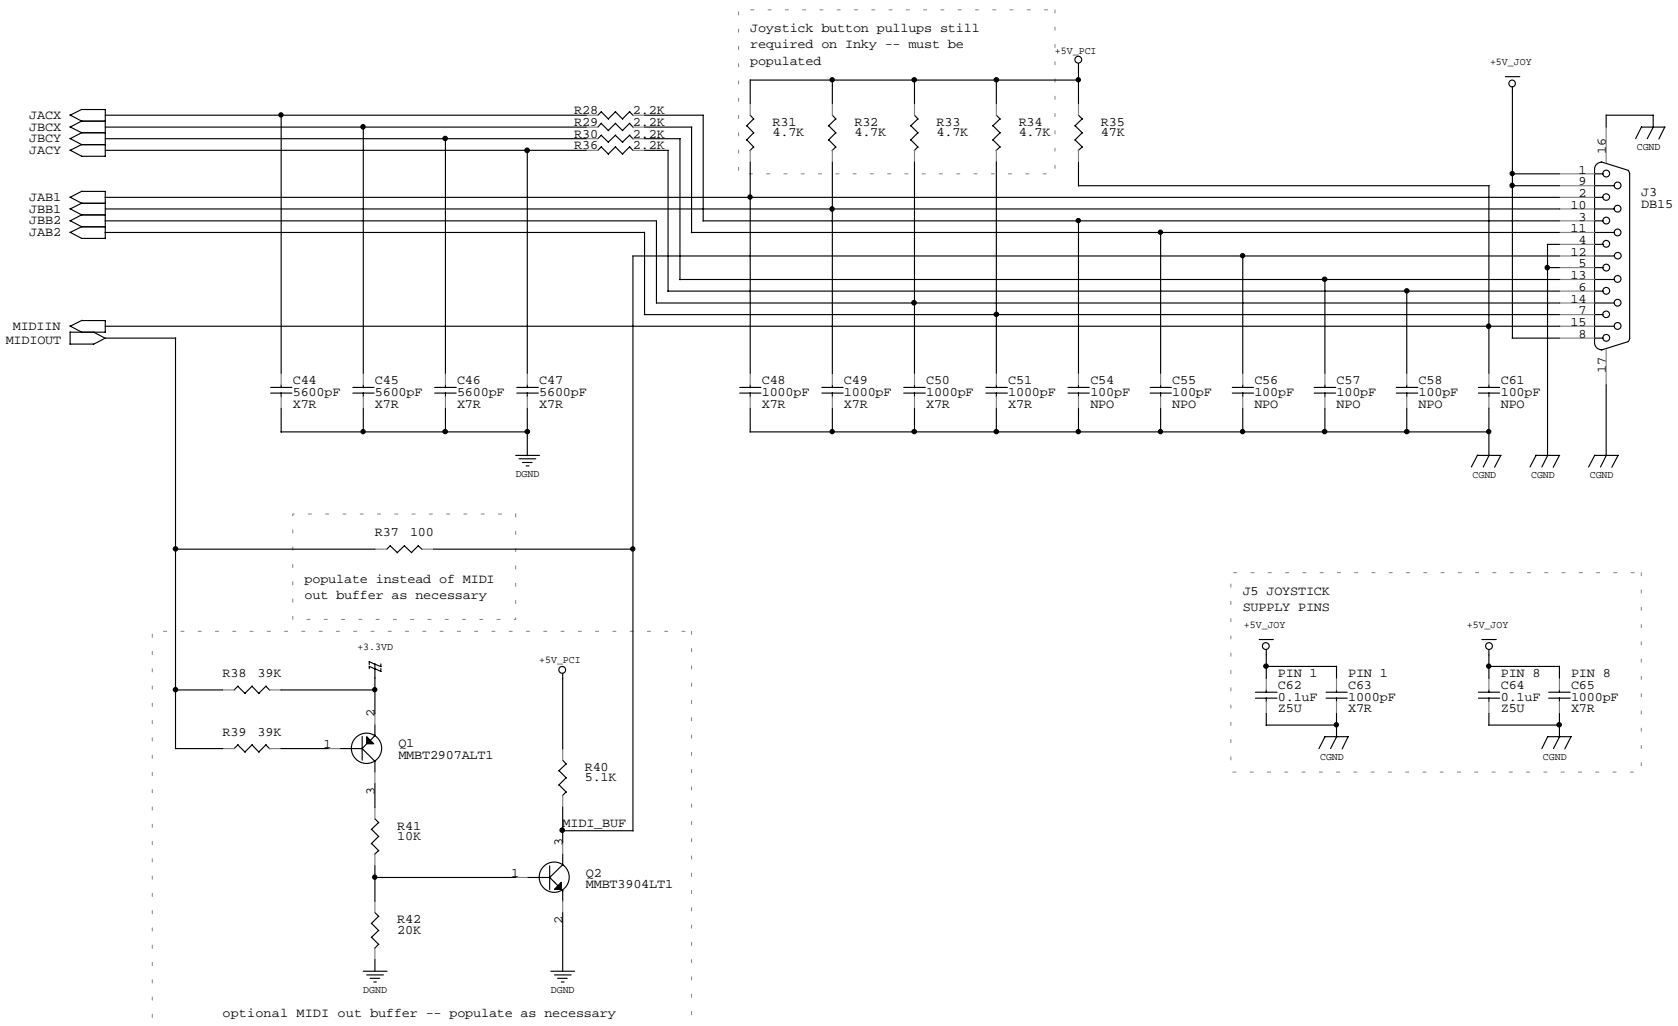 Joystick button pullups still
required on Inky -- must be
populated
+5V_PCI
+5V_JOY
JACX
JBCX
JBCY
JACY
R28 2.2K
R29 2.2K
R30 2.2K
R36 2.2K
R31
4.7K
R32
4.7K
R33
4.7K
R34
4.7K
R35
47K
16
CGND
J3
DB15
JAB1
JBB1
JBB2
JAB2
1
9
2
10
3
11
4
12
5
13
6
14
7
15
8
17
MIDIIN
MIDIOUT
C44
5600pF
X7R
C45
5600pF
X7R
C46
5600pF
X7R
C47
5600pF
X7R
C48
1000pF
X7R
C49
1000pF
X7R
C50
1000pF
X7R
C51
1000pF
X7R
C54
100pF
NPO
C55
100pF
NPO
C56
100pF
NPO
C57
100pF
NPO
C58
100pF
NPO
C61
100pF
NPO
DGND
CGND
CGND
CGND
R37 100
populate instead of MIDI
out buffer as necessary
J5 JOYSTICK
SUPPLY PINS
+5V_JOY
+5V_JOY
PIN 1
C62
0.1uF
Z5U
PIN 1
C63
1000pF
X7R
PIN 8
C64
0.1uF
Z5U
PIN 8
C65
1000pF
X7R
CGND
CGND
+3.3VD
+5V_PCI
R38 39K
2
R39 39K
1
Q1
MMBT2907ALT1
3
R40
5.1K
R41
10K
MIDI_BUF
3
1
Q2
MMBT3904LT1
2
R42
20K
DGND
DGND
optional MIDI out buffer -- populate as necessary